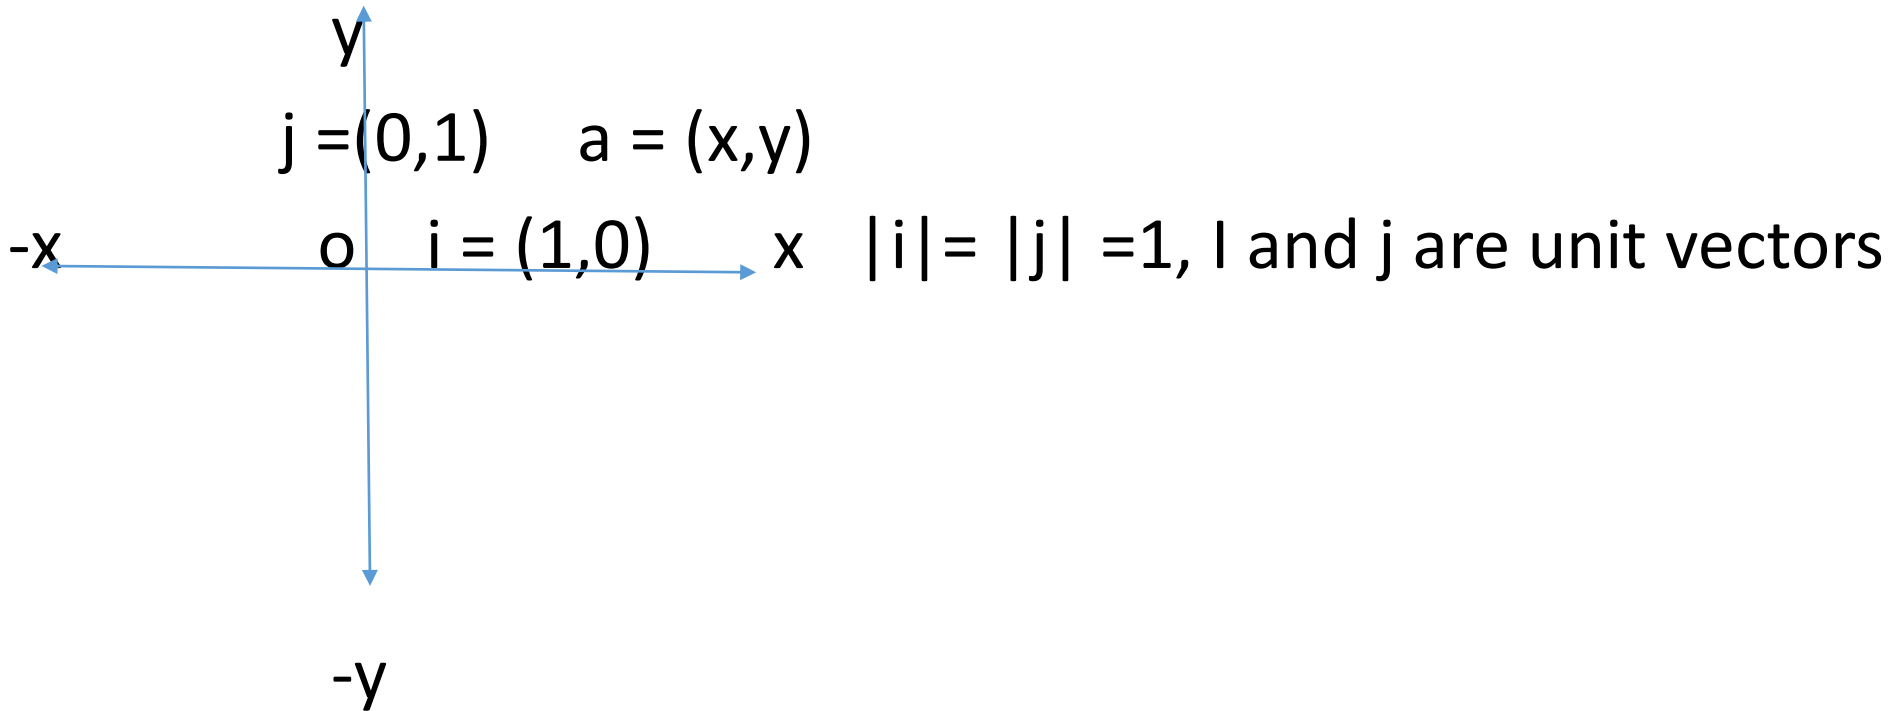 y
j =(0,1) a = (x,y)
-x o i = (1,0) x |i|= |j| =1, I and j are unit vectors
-y